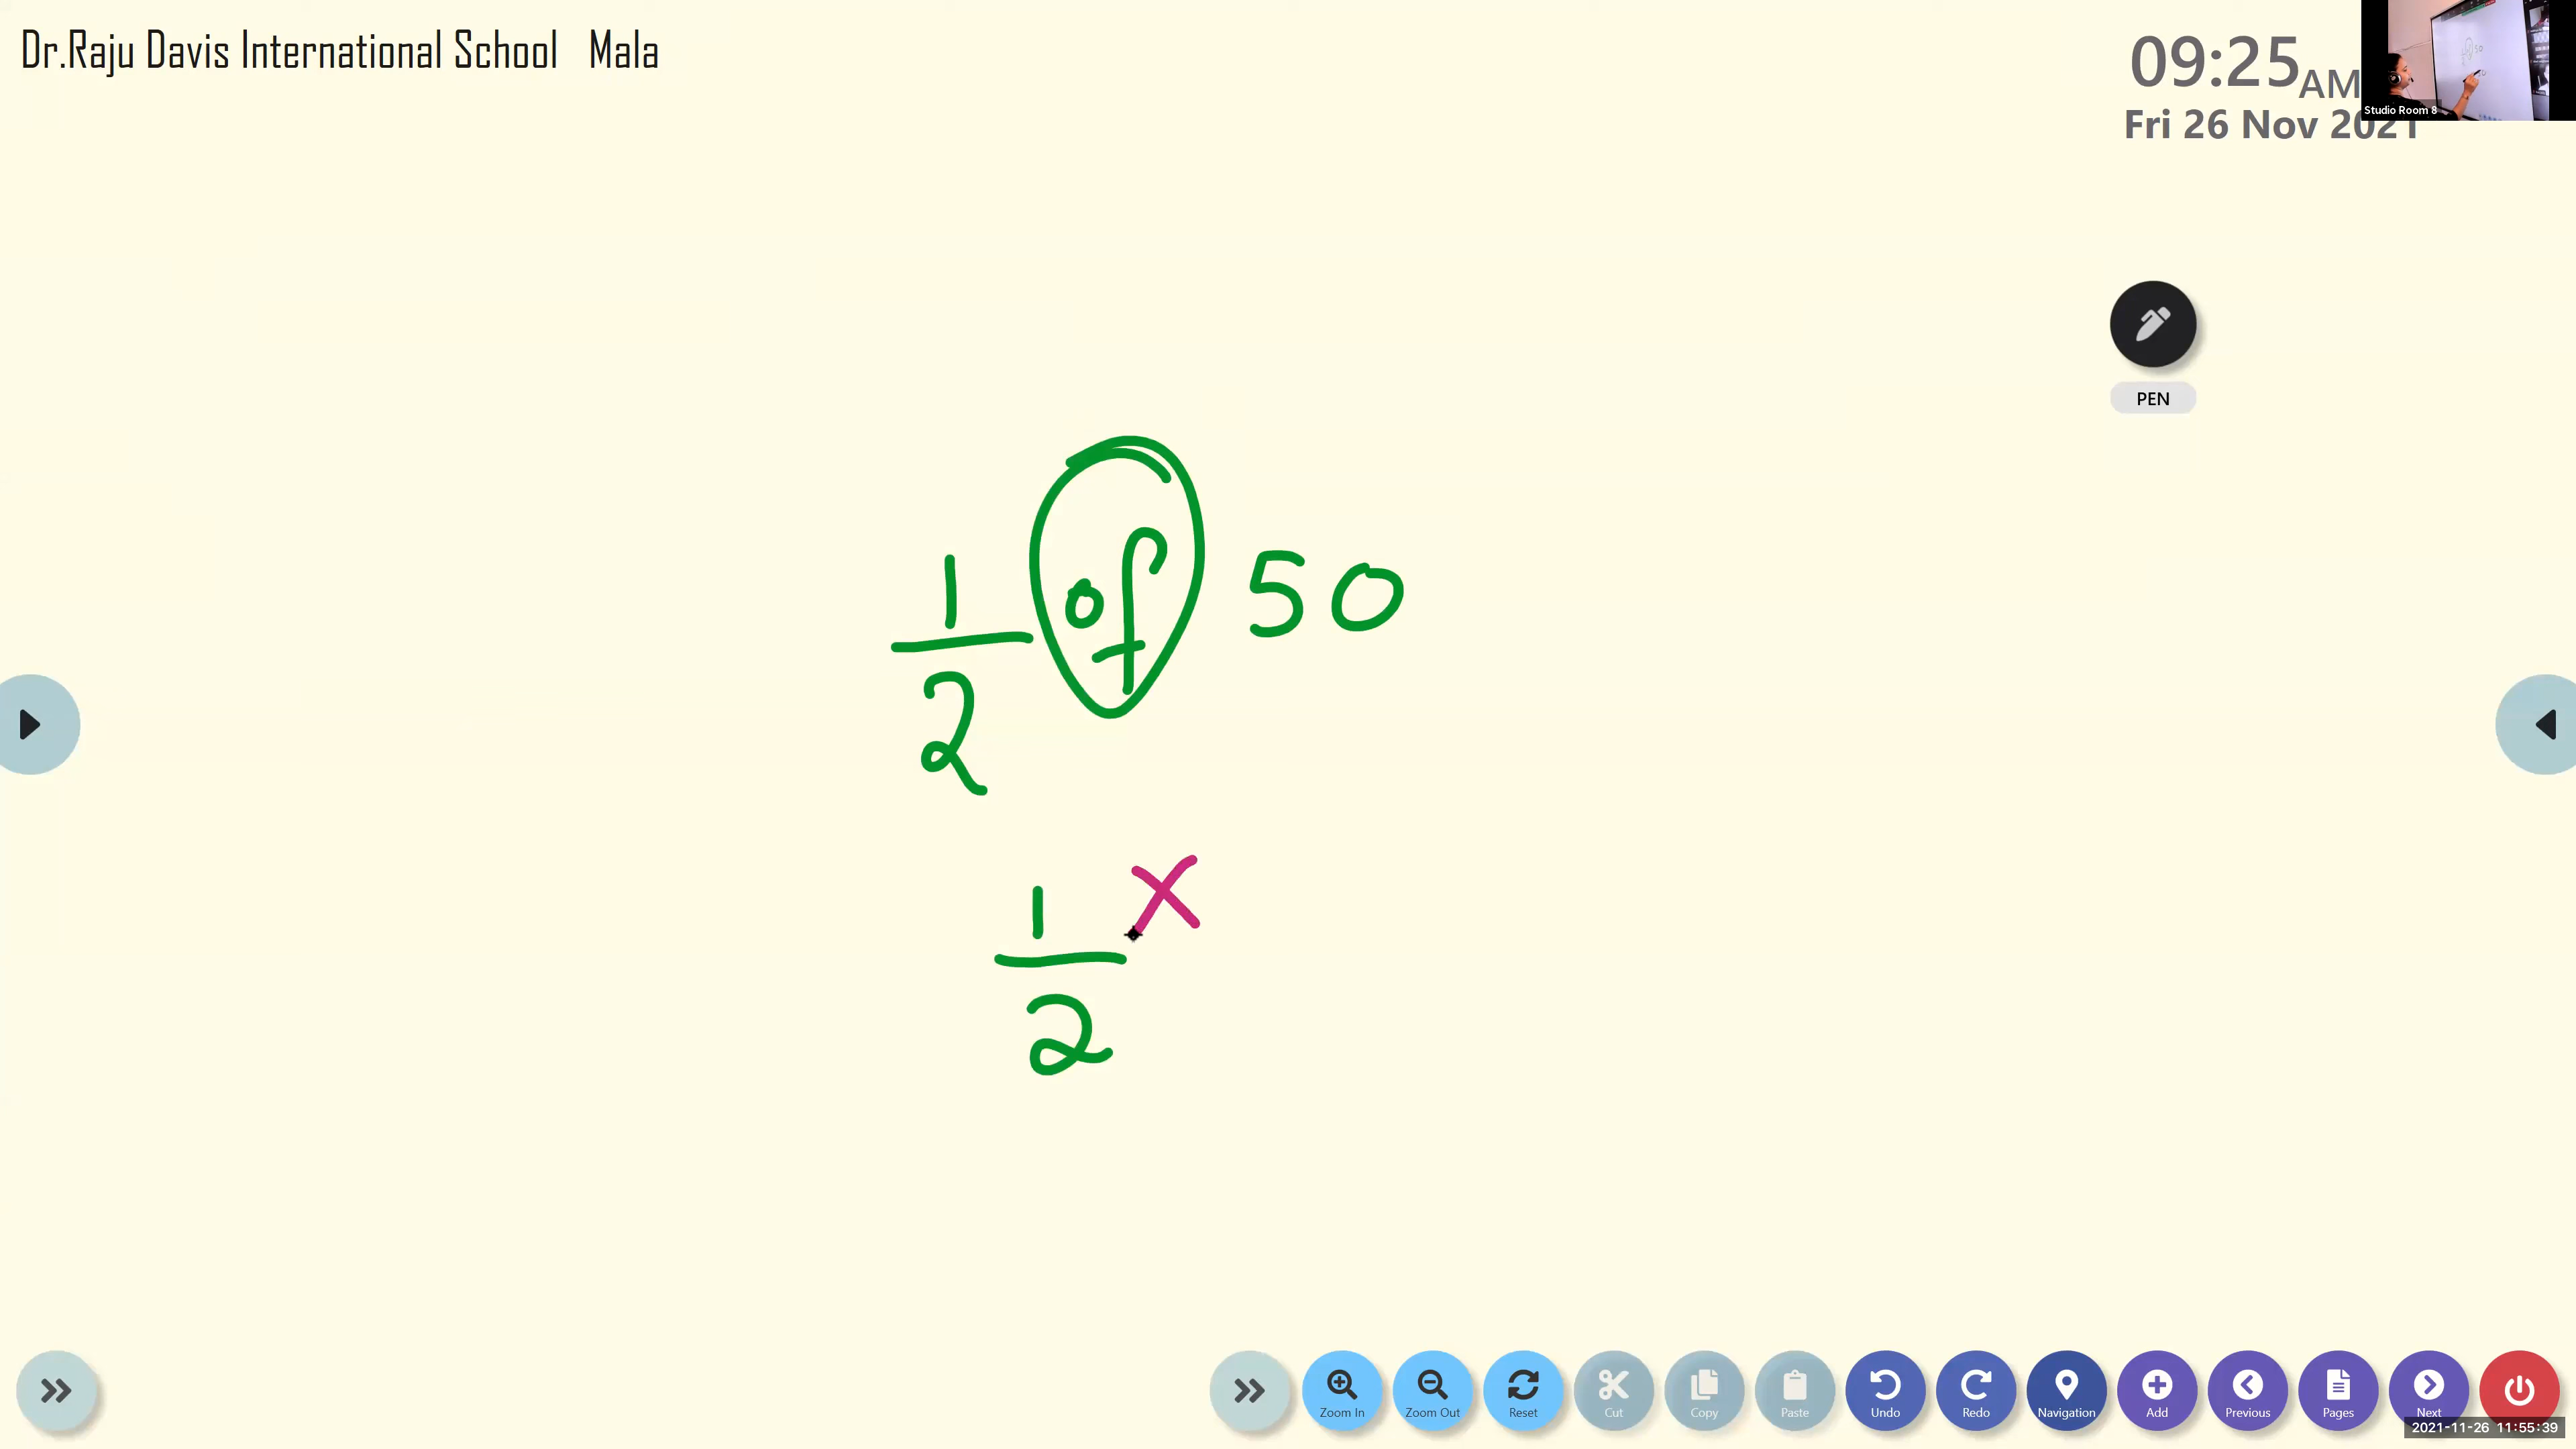 Dr.Raju Davis International School Mala
09:25 AM
Fri 26 Nov 2021
Studio Room 8
PEN
1/2 of 50
1/2 ×
Zoom In
Zoom Out
Reset
Cut
Copy
Paste
Undo
Redo
Navigation
Add
Previous
Pages
Next
2021-11-26 11:55:39